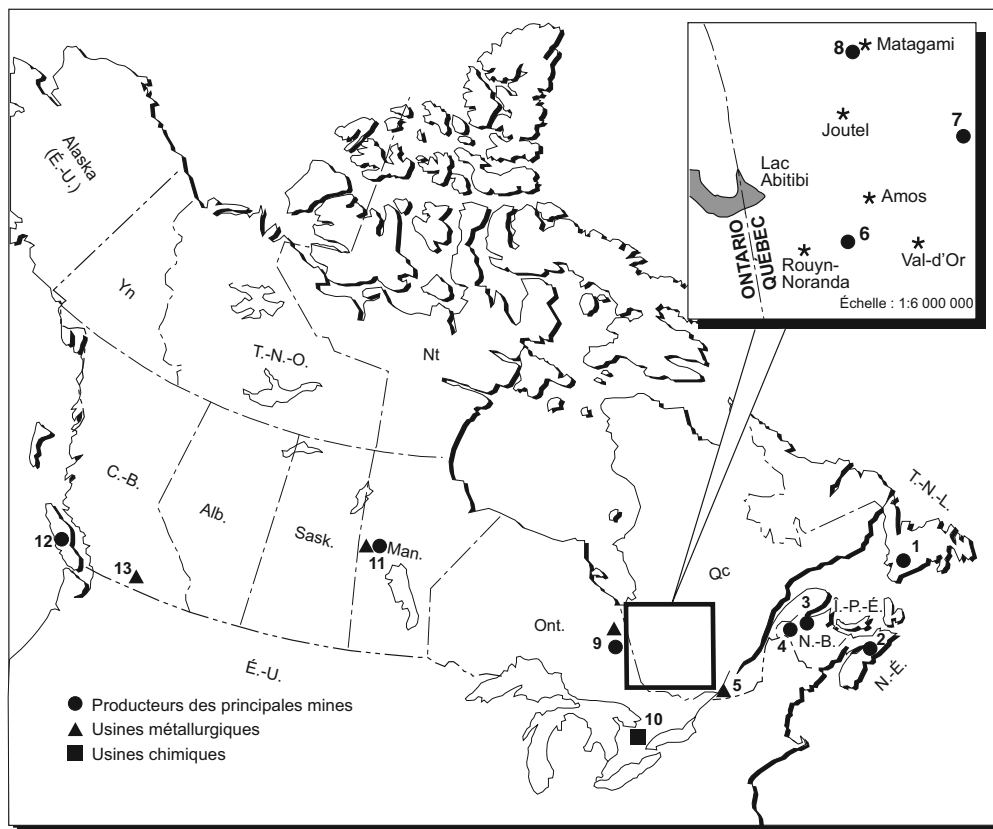 Alaska
(É.-U.)
Yn
T.-N.-O.
Nt
C.-B.
Alb.
Sask.
Man.
Ont.
Qc
T.-N.-L.
Î.-P.-É.
N.-B.
N.-É.
É.-U.
1
2
3
4
5
9
10
11
12
13
8
Matagami
7
Joutel
Lac
Abitibi
Amos
6
Val-d'Or
Rouyn-
Noranda
ONTARIO
QUÉBEC
Échelle : 1:6 000 000
Producteurs des principales mines
Usines métallurgiques
Usines chimiques